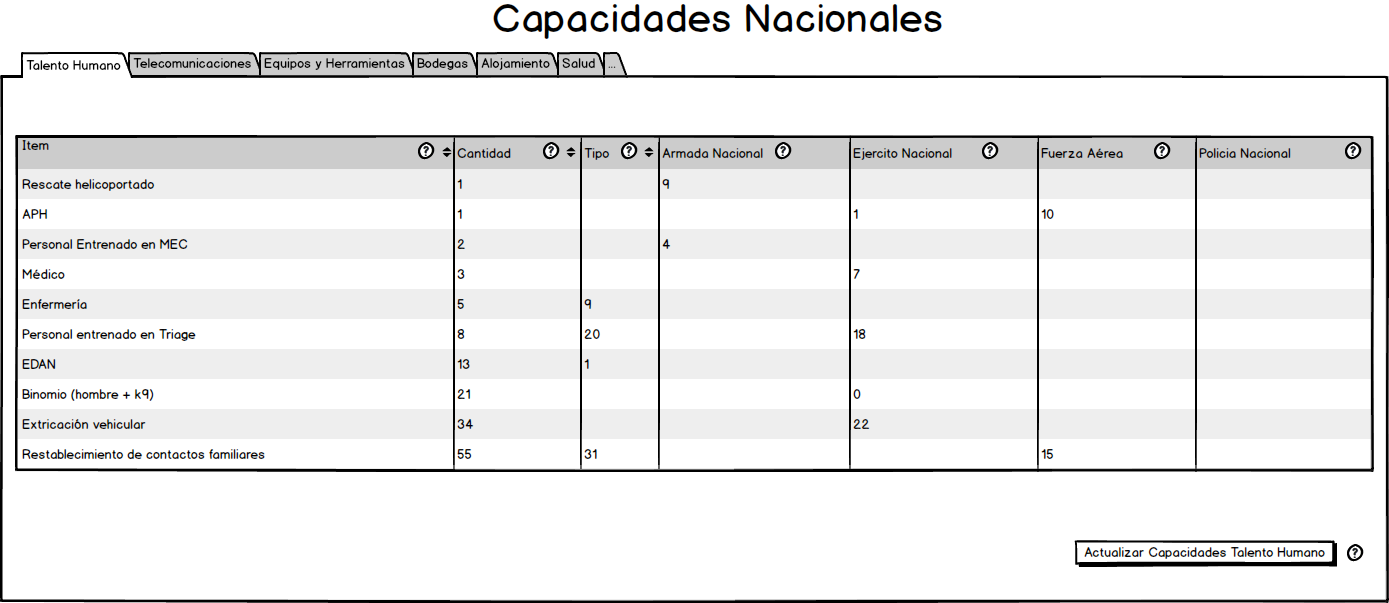 Capacidades Nacionales
Talento Humano Telecomunicaciones Equipos y Herramientas Bodegas Alojamiento Salud ...
Item ? Cantidad ? Tipo ? Armada Nacional ? Ejercito Nacional ? Fuerza Aérea ? Policia Nacional ?
Rescate helicoportado 1 9
APH 1 1 10
Personal Entrenado en MEC 2 4
Médico 3 7
Enfermería 5 9
Personal entrenado en Triage 8 20 18
EDAN 13 1
Binomio (hombre + k9) 21 0
Extricación vehicular 34 22
Restablecimiento de contactos familiares 55 31 15
Actualizar Capacidades Talento Humano ?